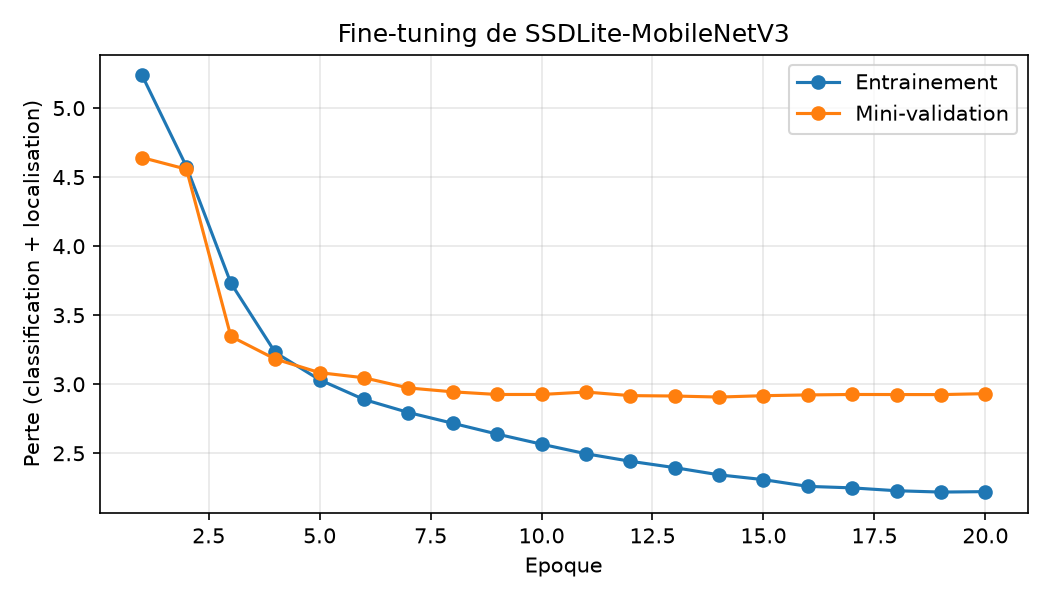 Fine-tuning de SSDLite-MobileNetV3
Entrainement
Mini-validation
Perte (classification + localisation)
5.0
4.5
4.0
3.5
3.0
2.5
2.5 5.0 7.5 10.0 12.5 15.0 17.5 20.0
Epoque